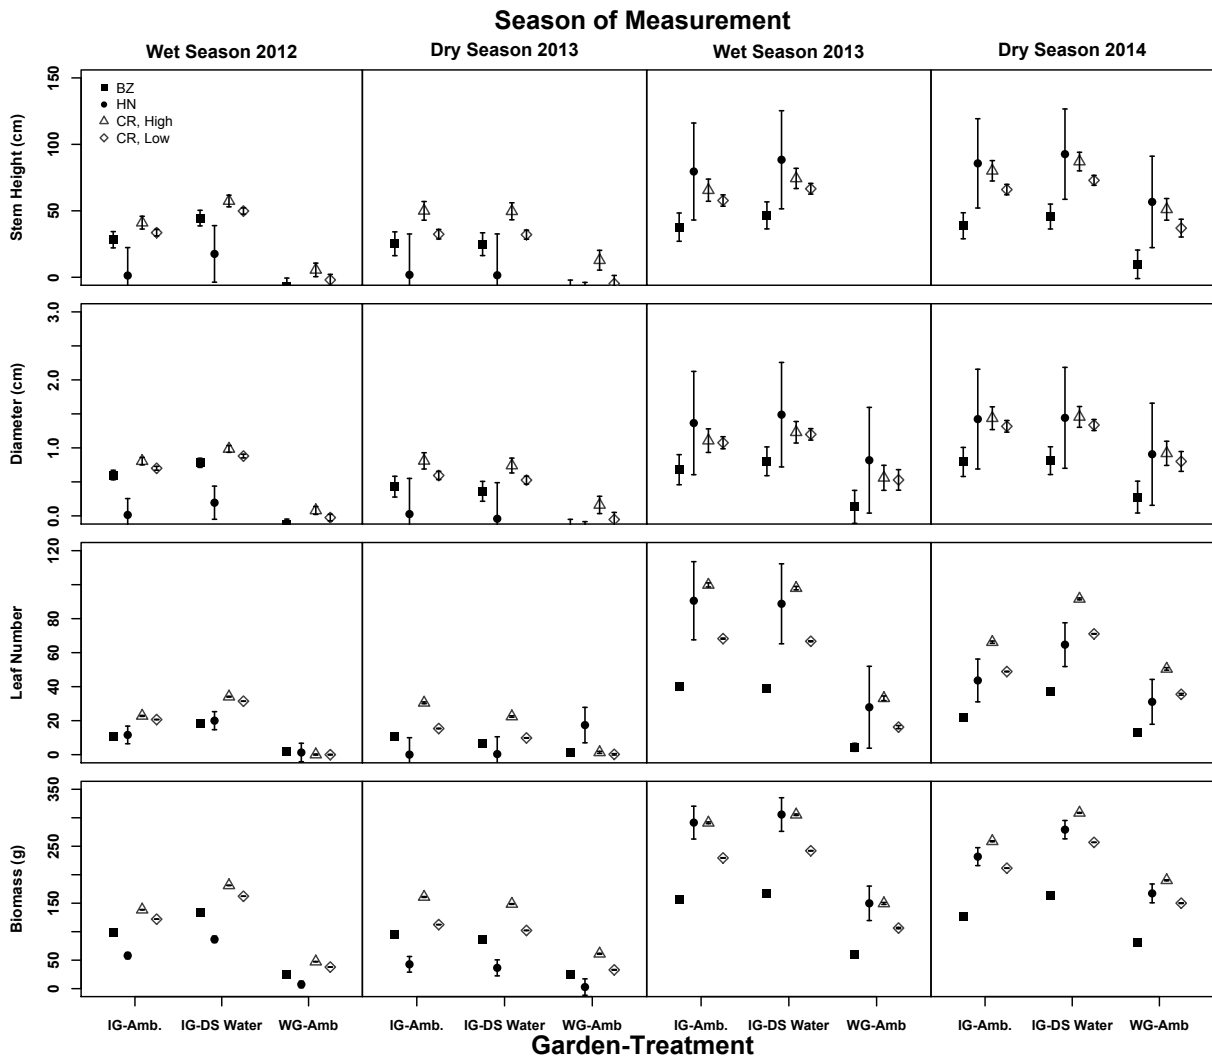 Season of Measurement
Wet Season 2012 Dry Season 2013 Wet Season 2013 Dry Season 2014
BZ
HN
CR, High
CR, Low
Stem Height (cm)
150
100
50
0
Diameter (cm)
3.0
2.0
1.0
0.0
Leaf Number
120
80
60
40
20
0
Biomass (g)
350
250
150
50
0
IG-Amb. IG-DS Water WG-Amb IG-Amb. IG-DS Water WG-Amb IG-Amb. IG-DS Water WG-Amb IG-Amb. IG-DS Water WG-Amb
Garden-Treatment